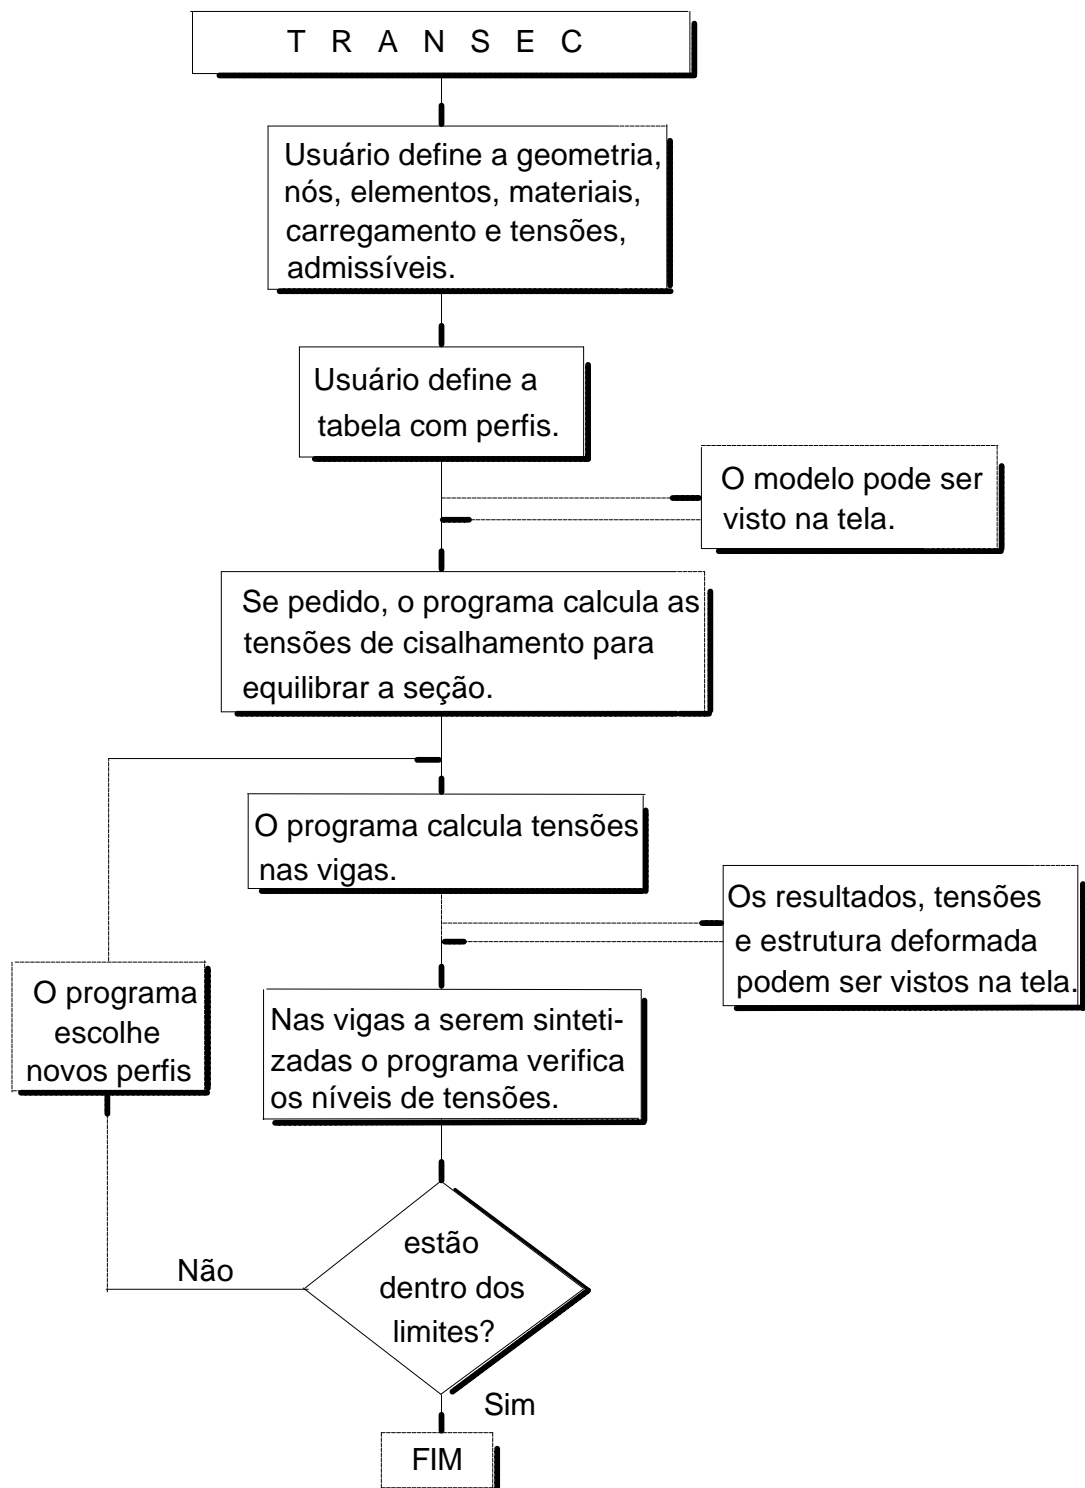 T R A N S E C
Usuário define a geometria,
nós, elementos, materiais,
carregamento e tensões,
admissíveis.
Usuário define a
tabela com perfis.
O modelo pode ser
visto na tela.
Se pedido, o programa calcula as
tensões de cisalhamento para
equilibrar a seção.
O programa calcula tensões
nas vigas.
Os resultados, tensões
e estrutura deformada
podem ser vistos na tela.
O programa
escolhe
novos perfis
Nas vigas a serem sinteti-
zadas o programa verifica
os níveis de tensões.
estão
dentro dos
limites?
Não
Sim
FIM